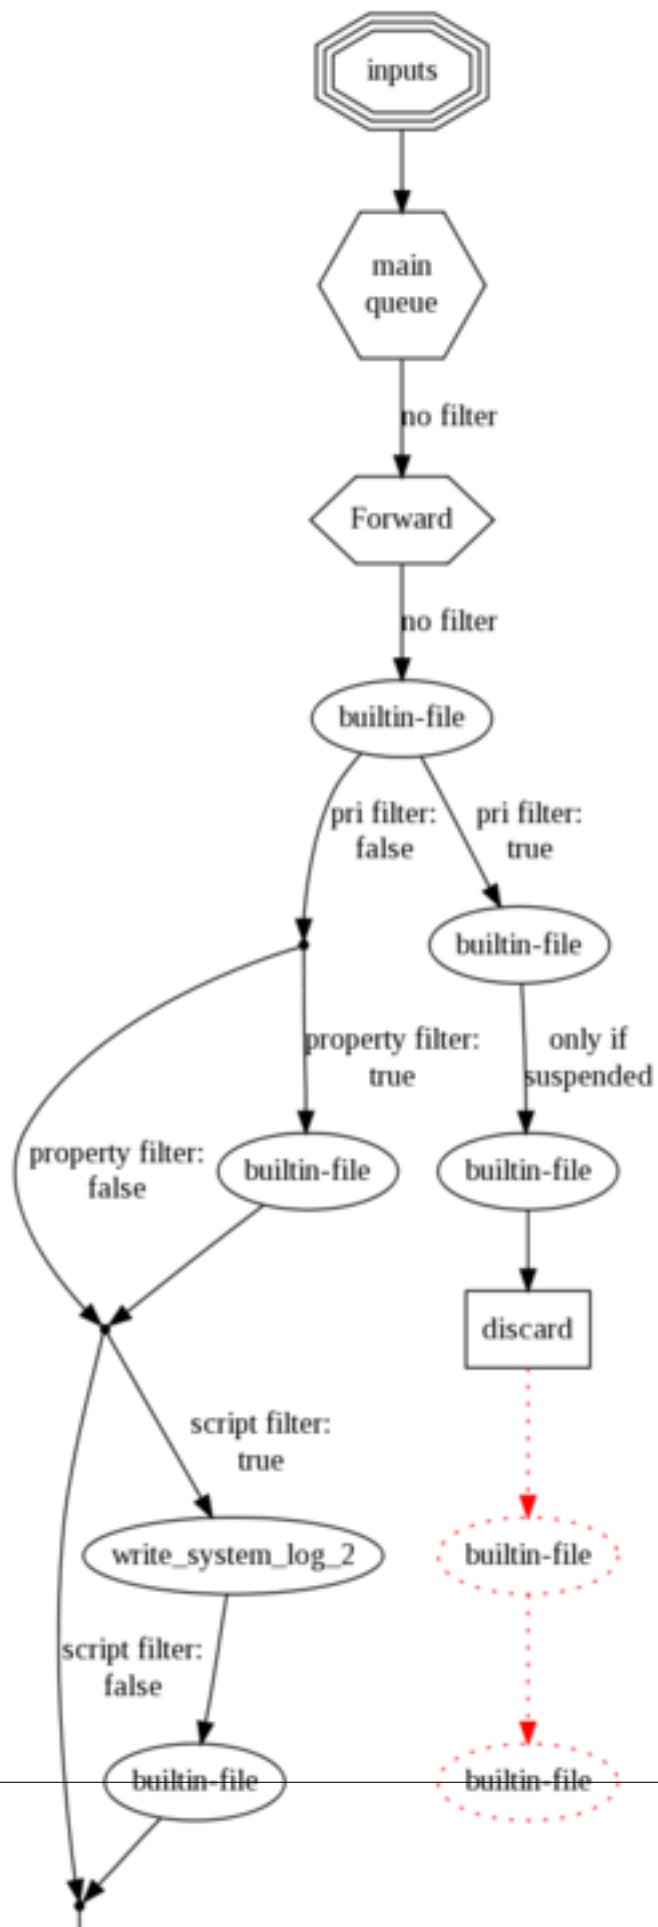 inputs
main
queue
no filter
Forward
no filter
builtin-file
pri filter:
false
pri filter:
true
builtin-file
property filter:
true
only if
suspended
property filter:
false
builtin-file
builtin-file
discard
script filter:
true
write_system_log_2
builtin-file
script filter:
false
builtin-file
builtin-file